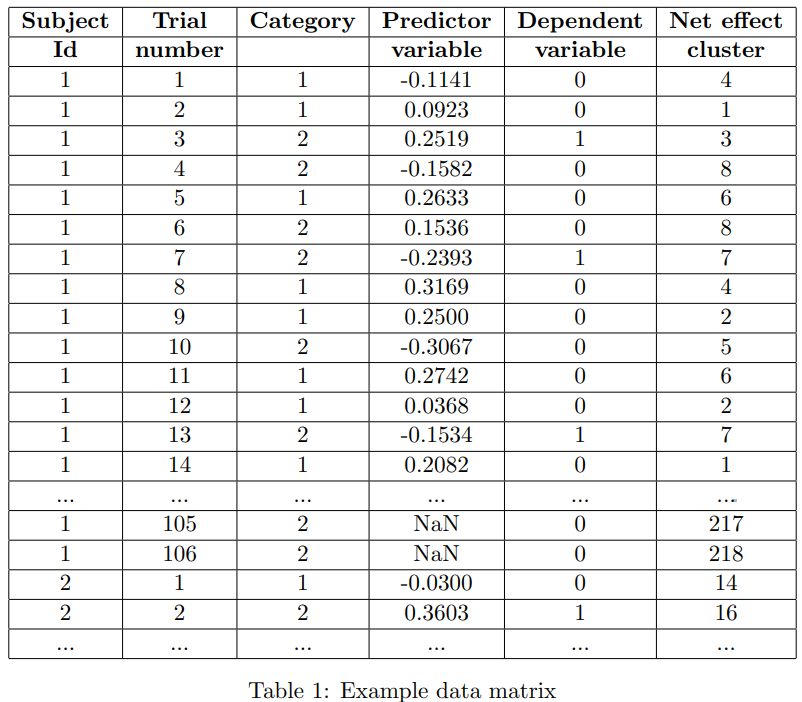 Subject Trial Category Predictor Dependent Net effect
Id number variable variable cluster
1 1 1 -0.1141 0 4
1 2 1 0.0923 0 1
1 3 2 0.2519 1 3
1 4 2 -0.1582 0 8
1 5 1 0.2633 0 6
1 6 2 0.1536 0 8
1 7 2 -0.2393 1 7
1 8 1 0.3169 0 4
1 9 1 0.2500 0 2
1 10 2 -0.3067 0 5
1 11 1 0.2742 0 6
1 12 1 0.0368 0 2
1 13 2 -0.1534 1 7
1 14 1 0.2082 0 1
... ... ... ... ... ...
1 105 2 NaN 0 217
1 106 2 NaN 0 218
2 1 1 -0.0300 0 14
2 2 2 0.3603 1 16
... ... ... ... ... ...
Table 1: Example data matrix